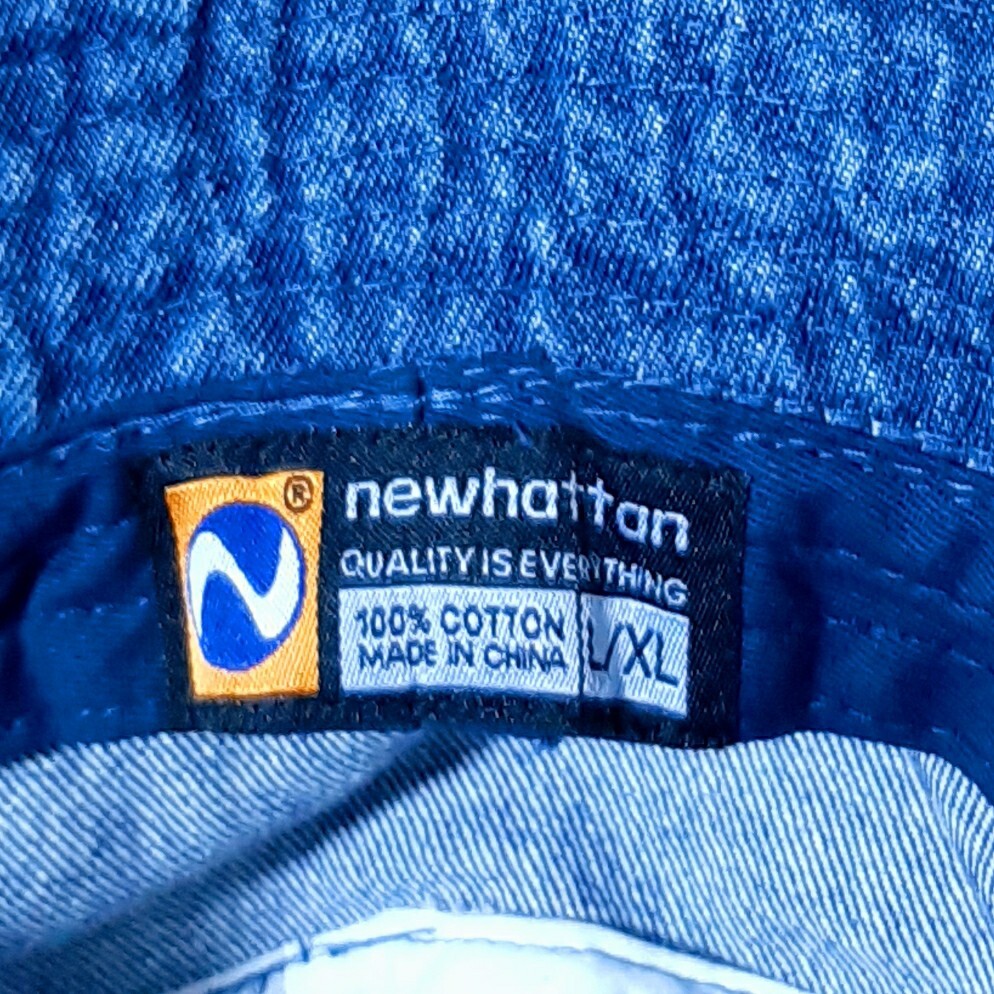 ®
newhattan
QUALITY IS EVERYTHING
100% COTTON
MADE IN CHINA
L/XL